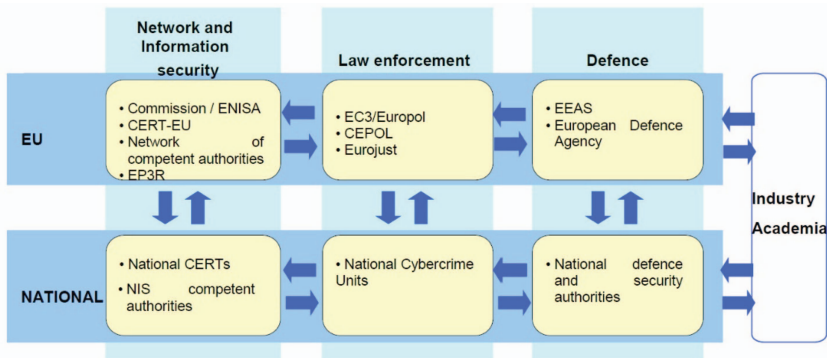 Network and
Information
security
Law enforcement
Defence
EU
• Commission / ENISA
• CERT-EU
• Network of
competent authorities
• EP3R
• EC3/Europol
• CEPOL
• Eurojust
• EEAS
• European Defence
Agency
Industry
Academia
NATIONAL
• National CERTs
• NIS competent
authorities
• National Cybercrime
Units
• National defence
and security
authorities